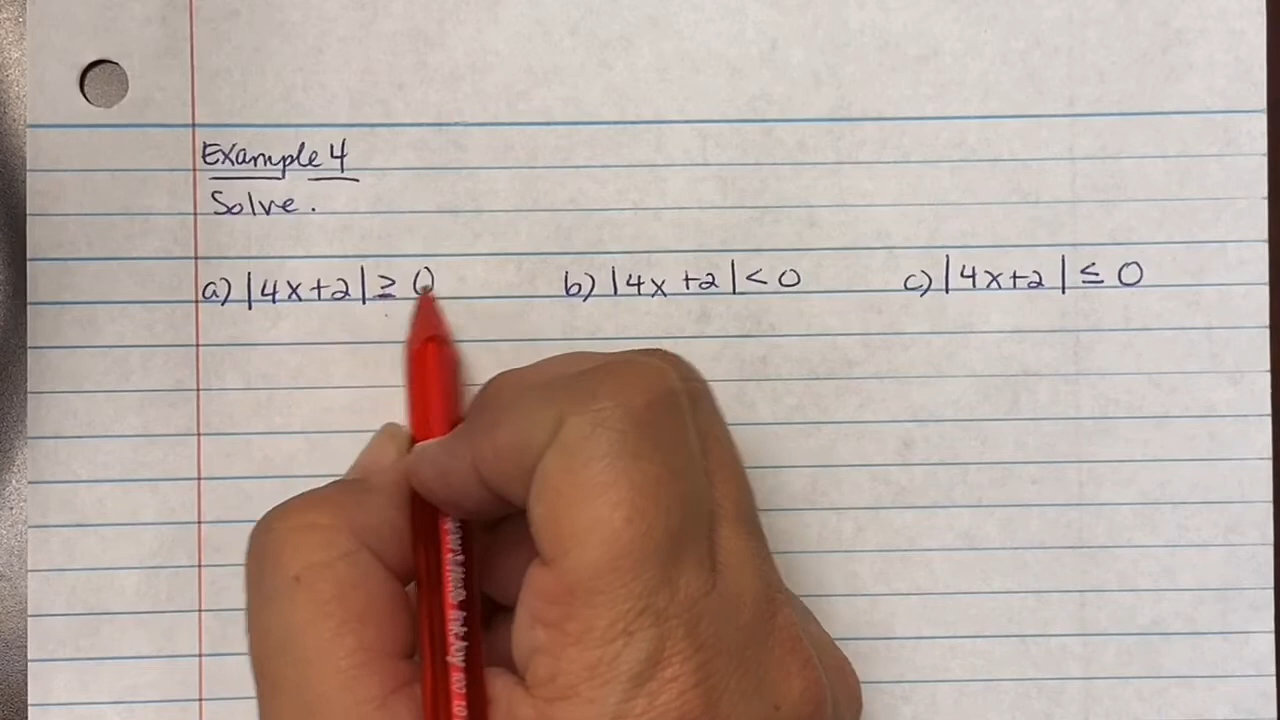 Example 4
Solve.
a) |4x+2| ≥ 0 b) |4x+2| < 0 c) |4x+2| ≤ 0